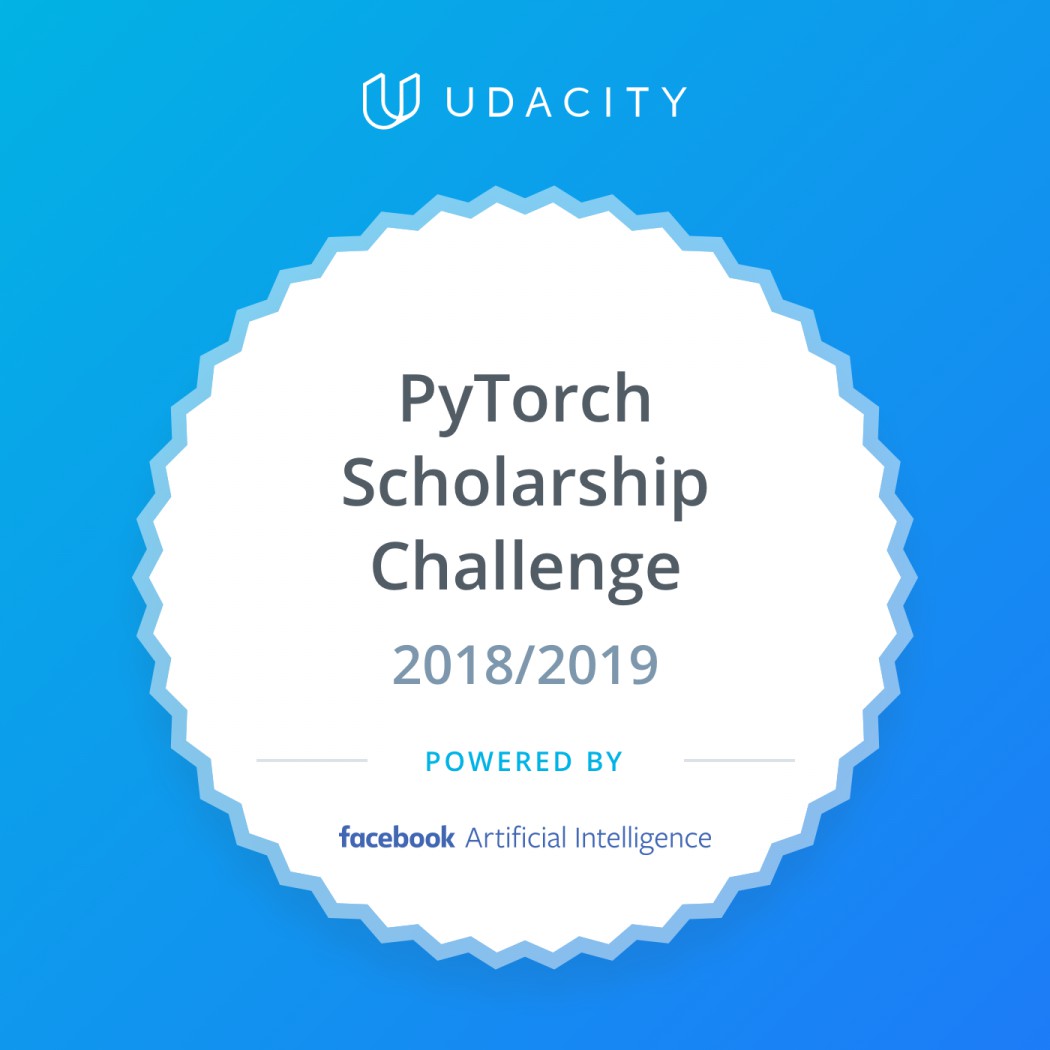 UDACITY
PyTorch
Scholarship
Challenge
2018/2019
POWERED BY
facebook Artificial Intelligence